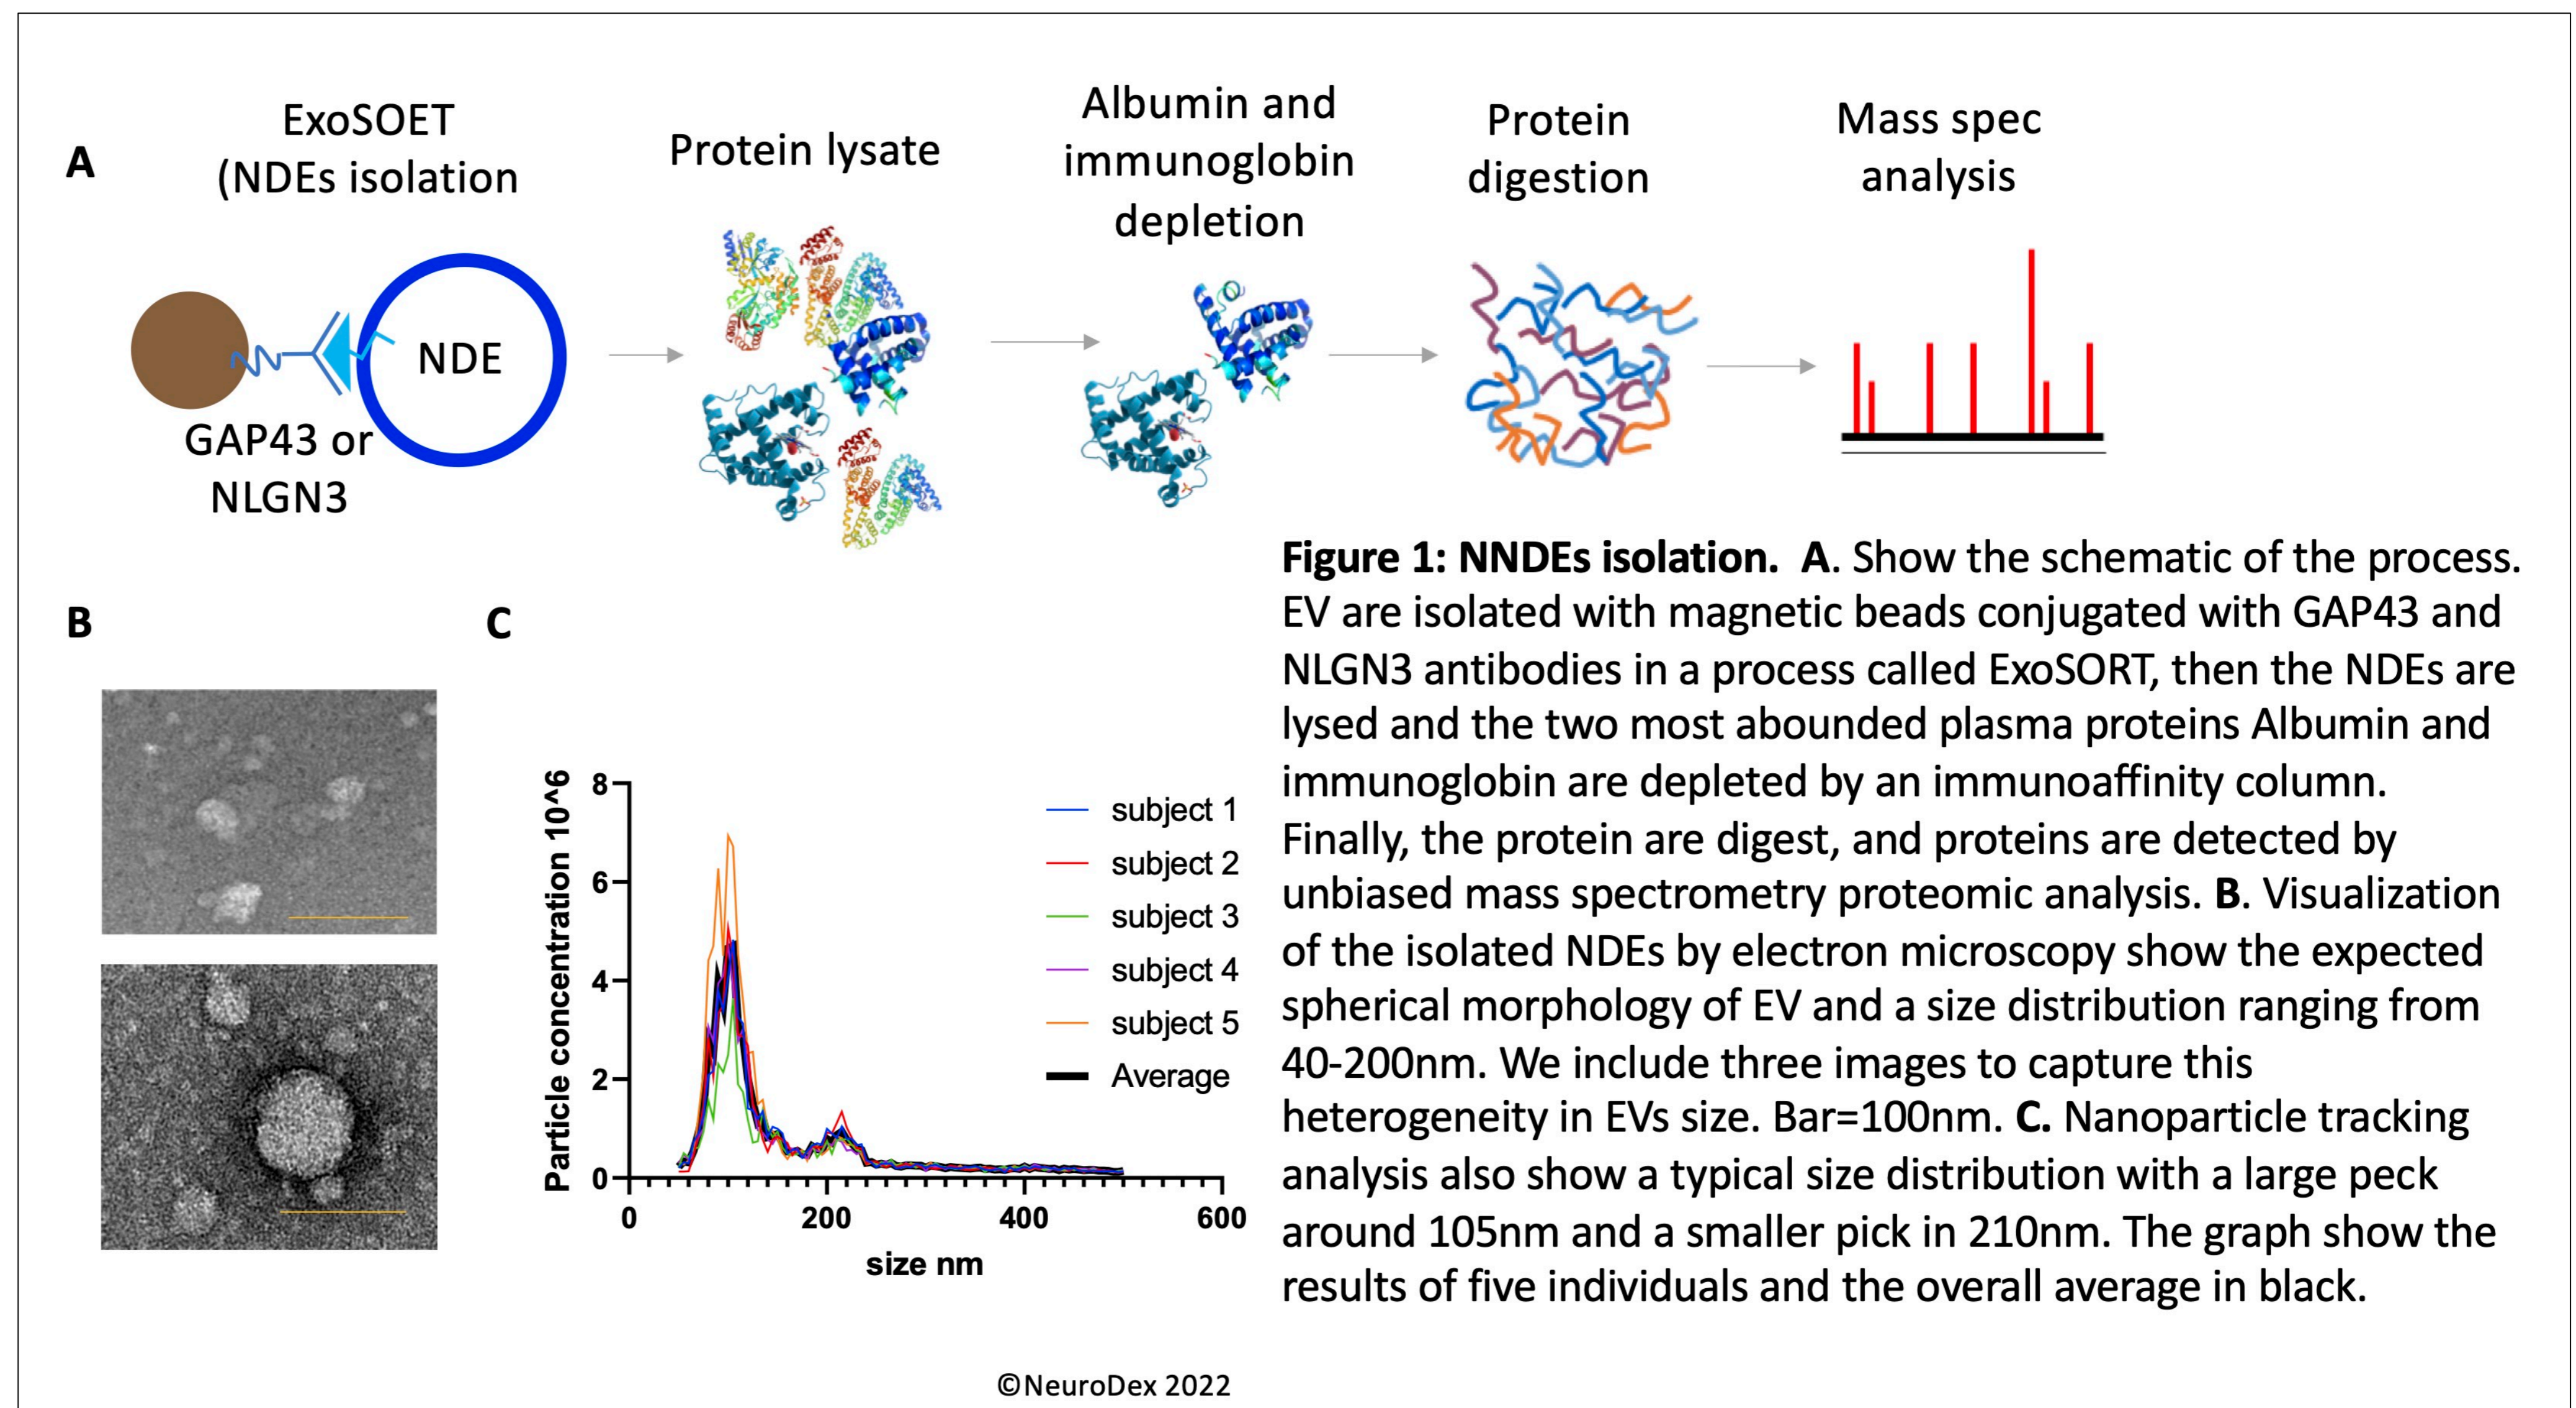 A
ExoSOET
(NDEs isolation
Protein lysate
Albumin and
immunoglobin
depletion
Protein
digestion
Mass spec
analysis
NDE
GAP43 or
NLGN3
B
C
Particle concentration 10^6
8
6
4
2
0
0
200
400
600
size nm
subject 1
subject 2
subject 3
subject 4
subject 5
Average
Figure 1: NNDEs isolation. A. Show the schematic of the process.
EV are isolated with magnetic beads conjugated with GAP43 and
NLGN3 antibodies in a process called ExoSORT, then the NDEs are
lysed and the two most abounded plasma proteins Albumin and
immunoglobin are depleted by an immunoaffinity column.
Finally, the protein are digest, and proteins are detected by
unbiased mass spectrometry proteomic analysis. B. Visualization
of the isolated NDEs by electron microscopy show the expected
spherical morphology of EV and a size distribution ranging from
40-200nm. We include three images to capture this
heterogeneity in EVs size. Bar=100nm. C. Nanoparticle tracking
analysis also show a typical size distribution with a large peck
around 105nm and a smaller pick in 210nm. The graph show the
results of five individuals and the overall average in black.
©NeuroDex 2022